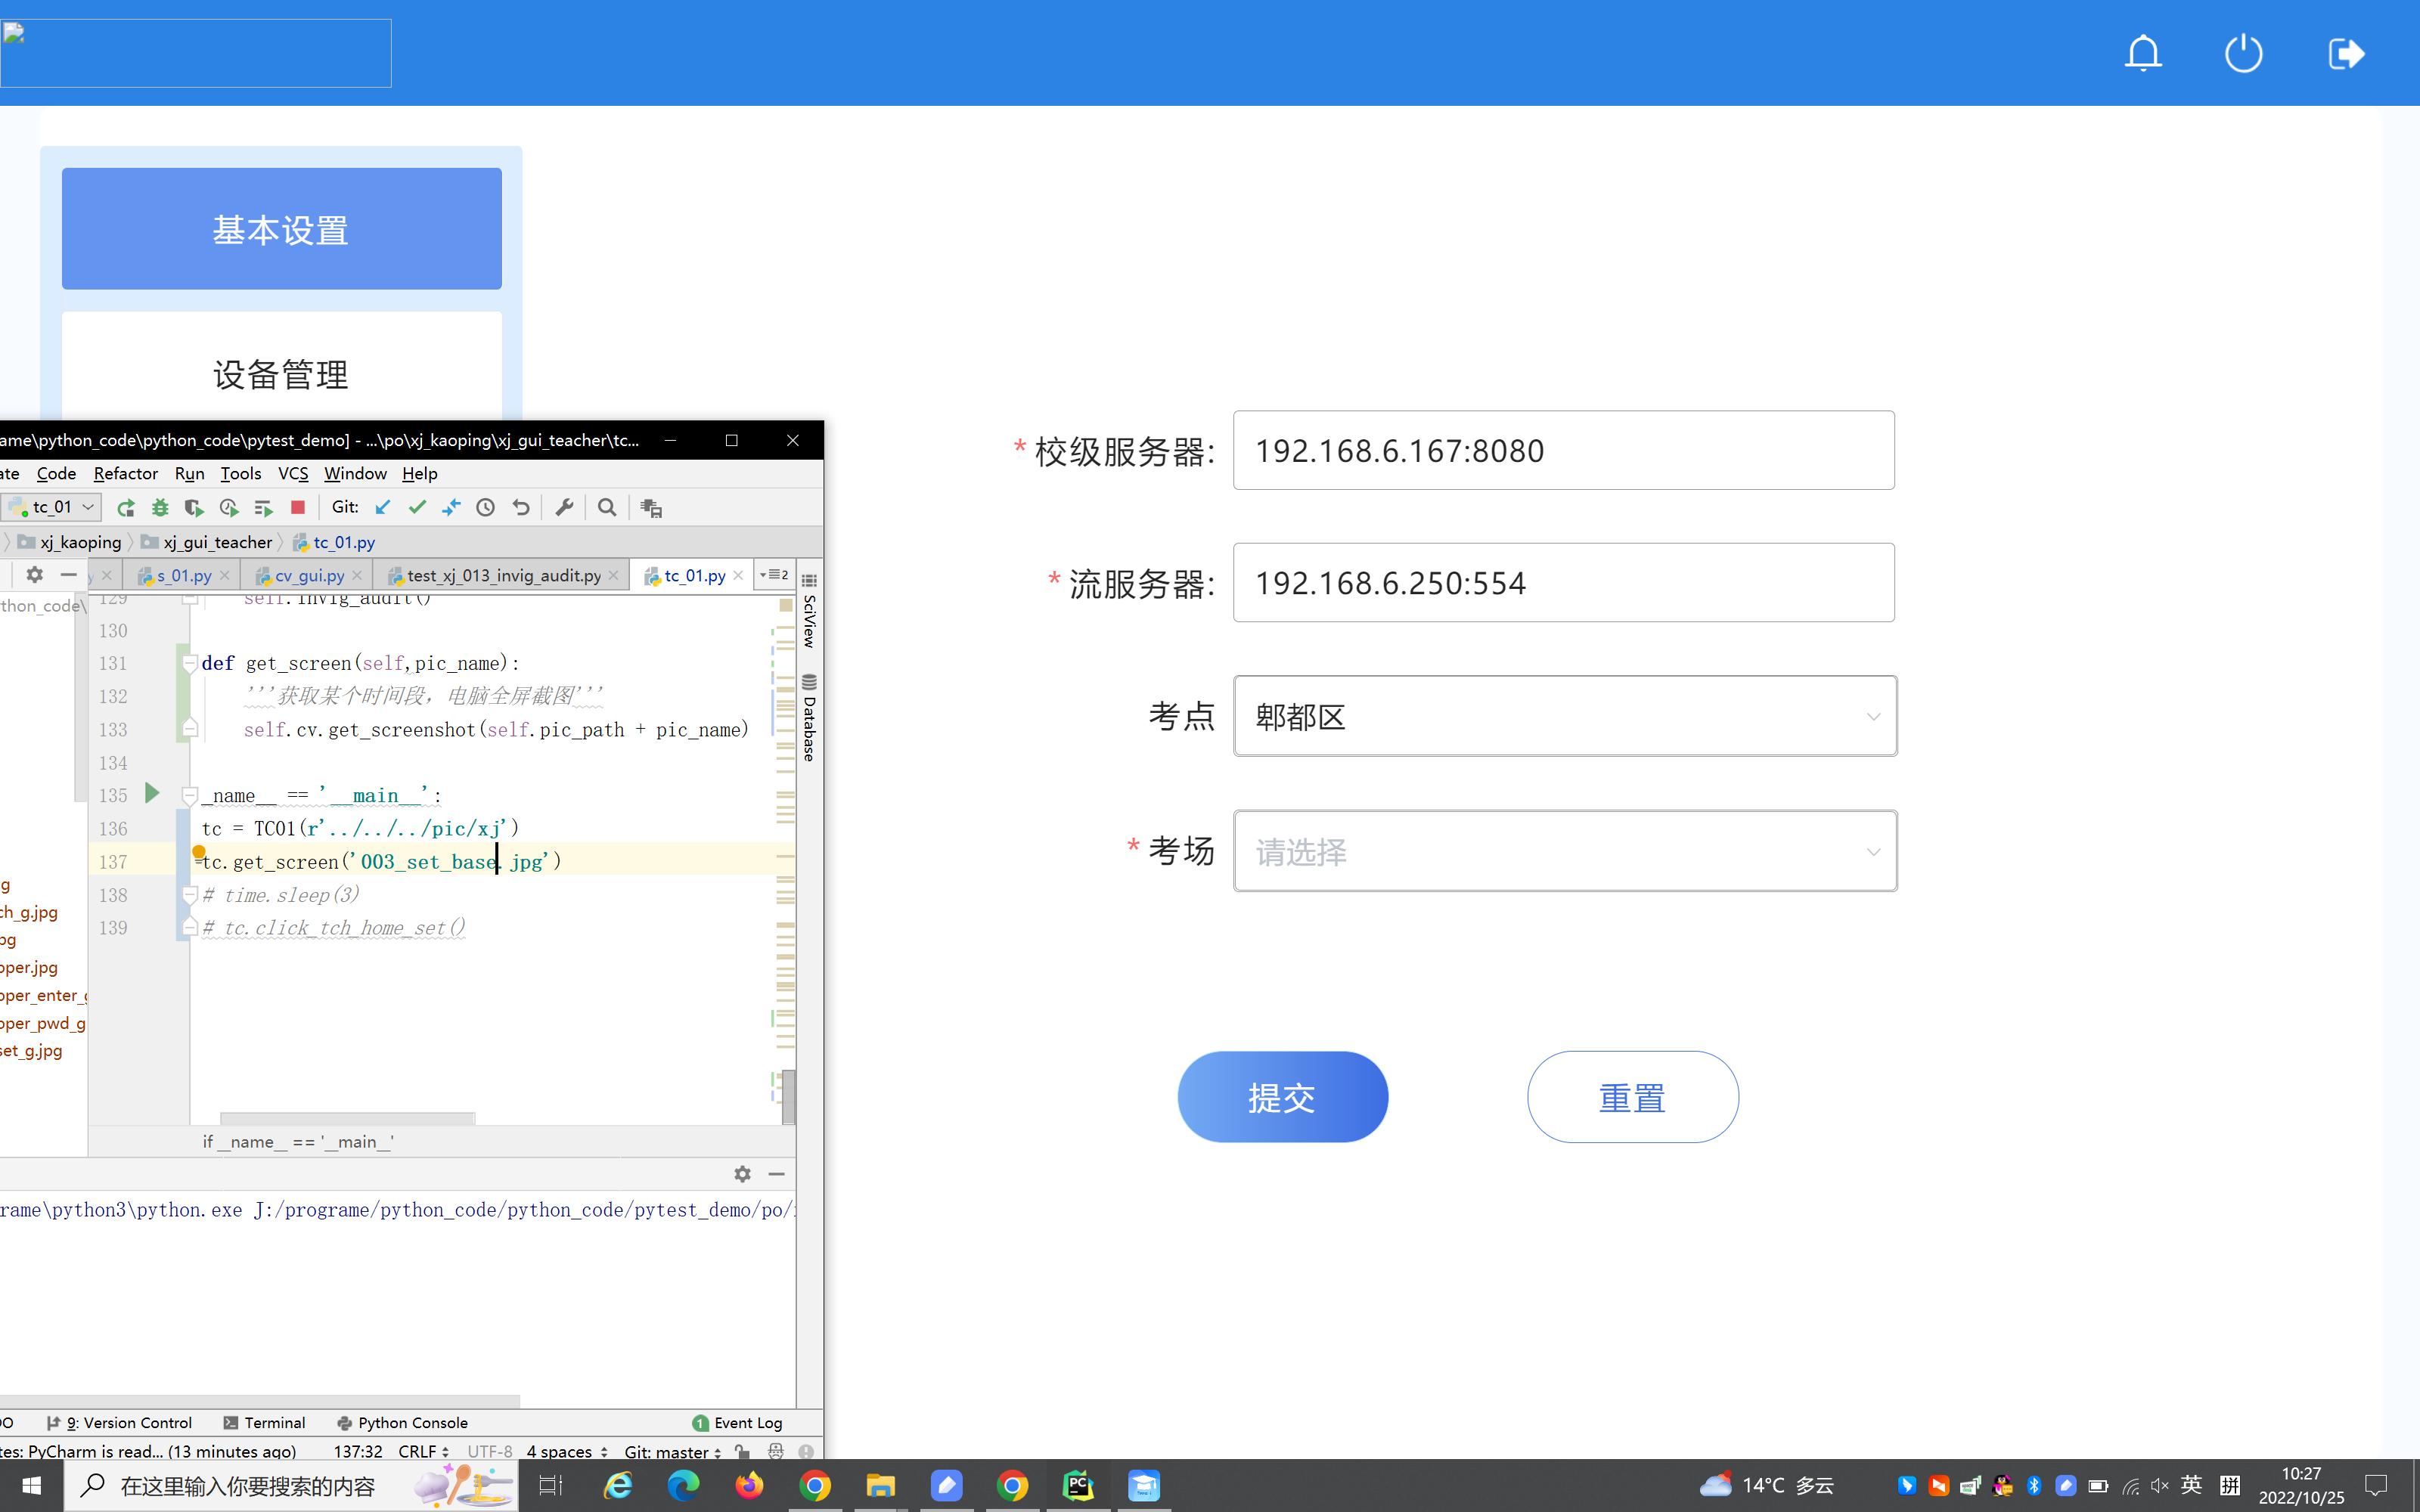 基本设置
设备管理
* 校级服务器: 192.168.6.167:8080
* 流服务器: 192.168.6.250:554
考点 郫都区
* 考场 请选择
提交 重置
ame\python_code\python_code\pytest_demo] - ...\po\xj_kaoping\xj_gui_teacher\tc...
ate Code Refactor Run Tools VCS Window Help
tc_01 Git:
xj_kaoping xj_gui_teacher tc_01.py
s_01.py cv_gui.py test_xj_013_invig_audit.py tc_01.py 2
thon_code\
129 self.invig_audit()
130
131 def get_screen(self,pic_name):
132 '''获取某个时间段，电脑全屏截图'''
133 self.cv.get_screenshot(self.pic_path + pic_name)
134
135 _name__ == '__main__':
136 tc = TC01(r'../../../pic/xj')
137 tc.get_screen('003_set_base.jpg')
138 # time.sleep(3)
139 # tc.click_tch_home_set()
g
ch_g.jpg
og
oper.jpg
oper_enter_g
oper_pwd_g
set_g.jpg
SciView
Database
if __name__ == '__main__'
rame\python3\python.exe J:/programe/python_code/python_code/pytest_demo/po/
DO 9: Version Control Terminal Python Console 1 Event Log
tes: PyCharm is read... (13 minutes ago) 137:32 CRLF UTF-8 4 spaces Git: master
在这里输入你要搜索的内容
PC
14°C 多云
英 拼
10:27
2022/10/25